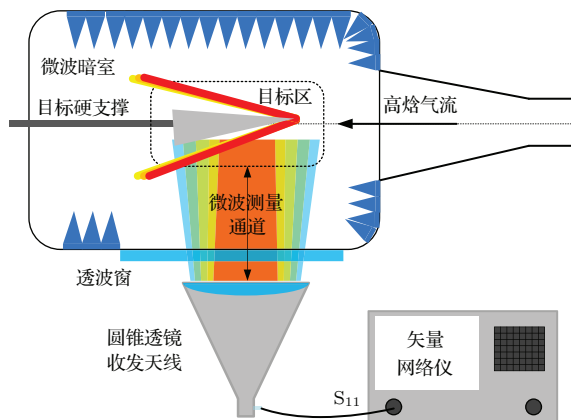 微波暗室
目标硬支撑
目标区
高焓气流
微波测量
通道
透波窗
圆锥透镜
收发天线
S₁₁
矢量
网络仪